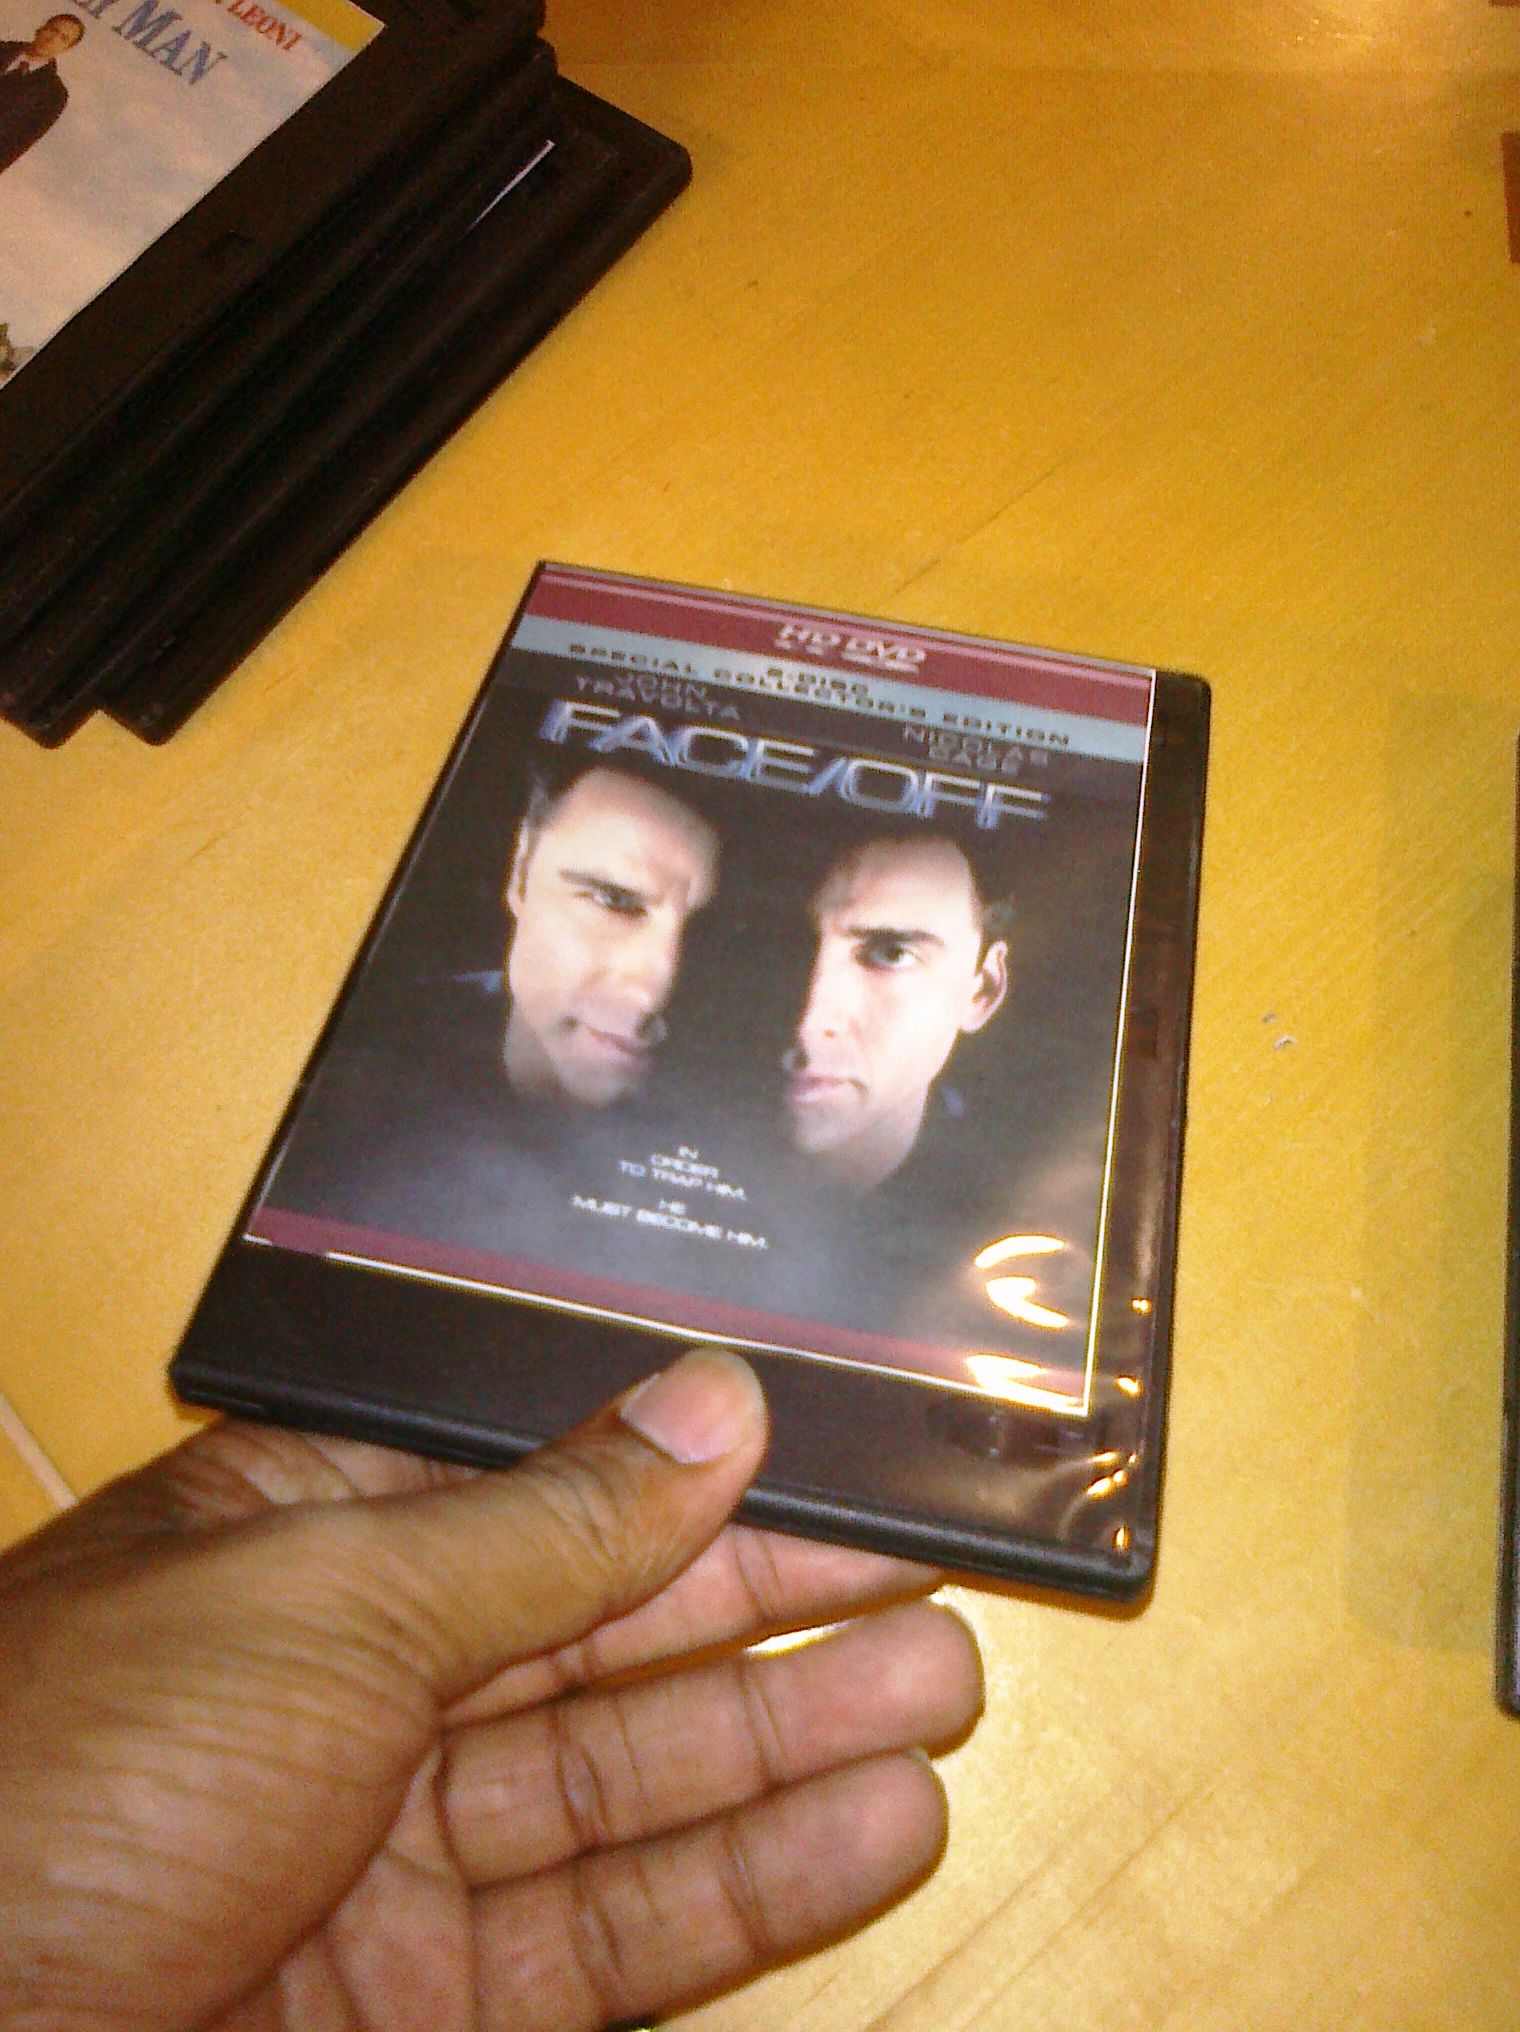 LEONI
MAN
HD DVD
2-DISC
SPECIAL COLLECTOR'S EDITION
JOHN
TRAVOLTA
NICOLAS
CAGE
FACE/OFF
IN
ORDER
TO TRAP HIM,
HE
MUST BECOME HIM.